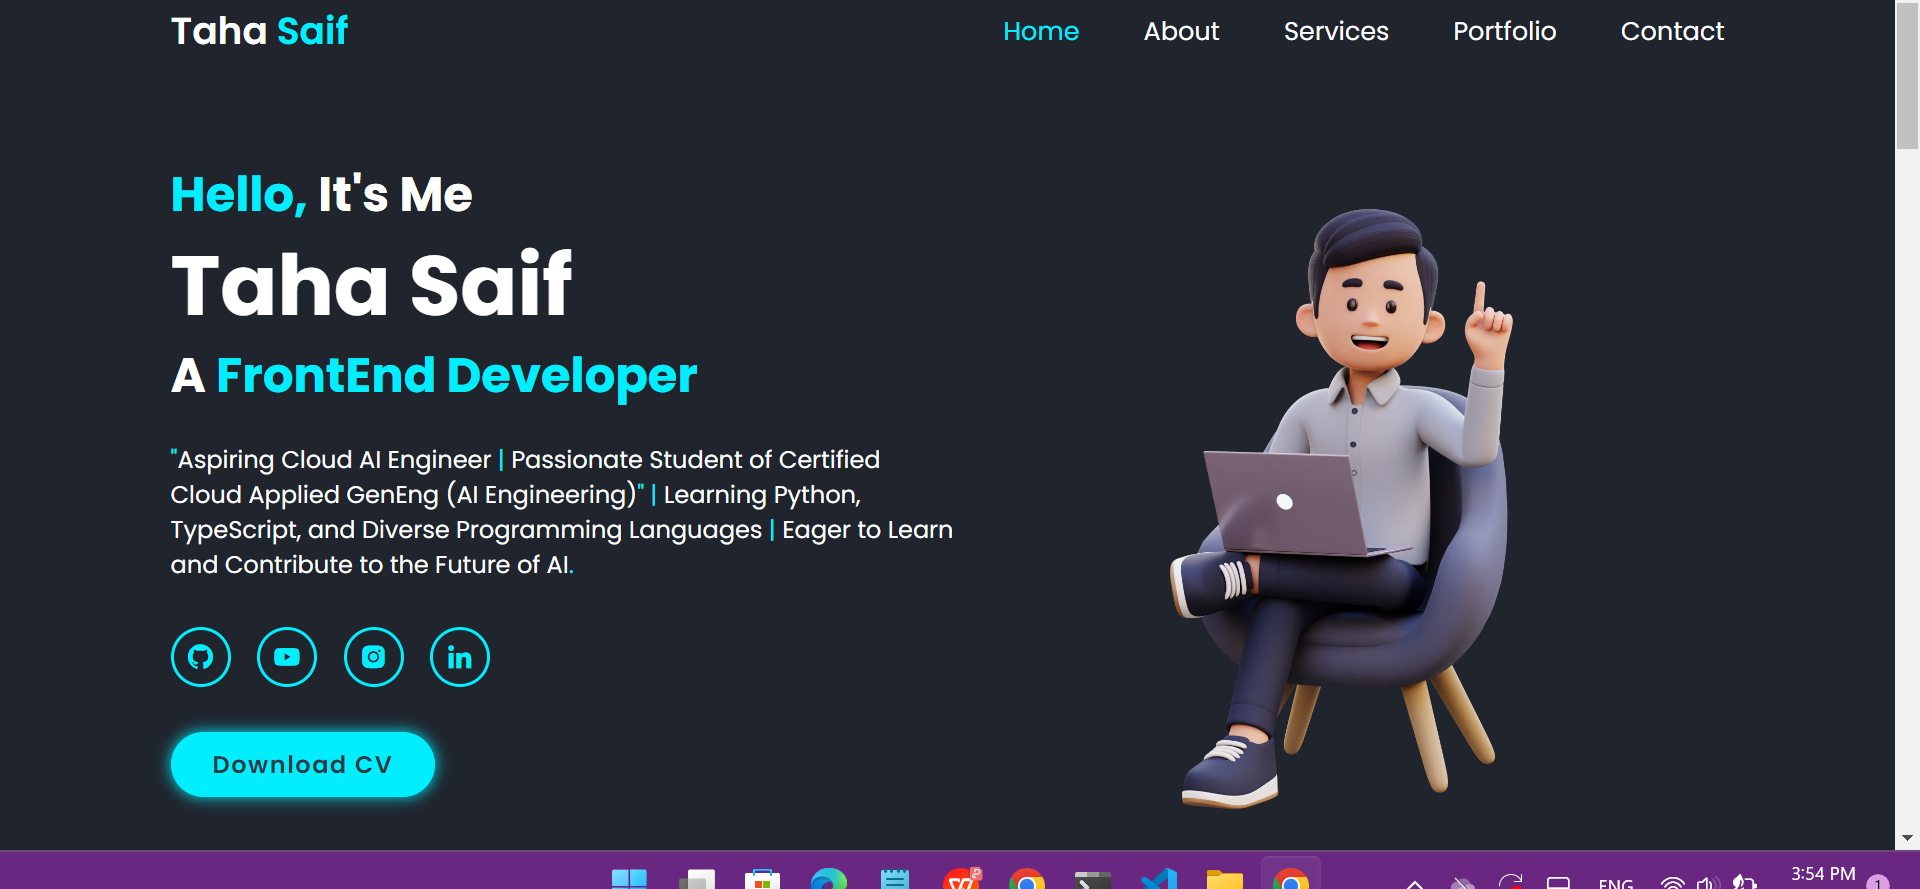 Taha Saif
Home About Services Portfolio Contact
Hello, It's Me
Taha Saif
A FrontEnd Developer
"Aspiring Cloud AI Engineer | Passionate Student of Certified
Cloud Applied GenEng (AI Engineering)" | Learning Python,
TypeScript, and Diverse Programming Languages | Eager to Learn
and Contribute to the Future of AI.
in
Download CV
ENG
3:54 PM
1